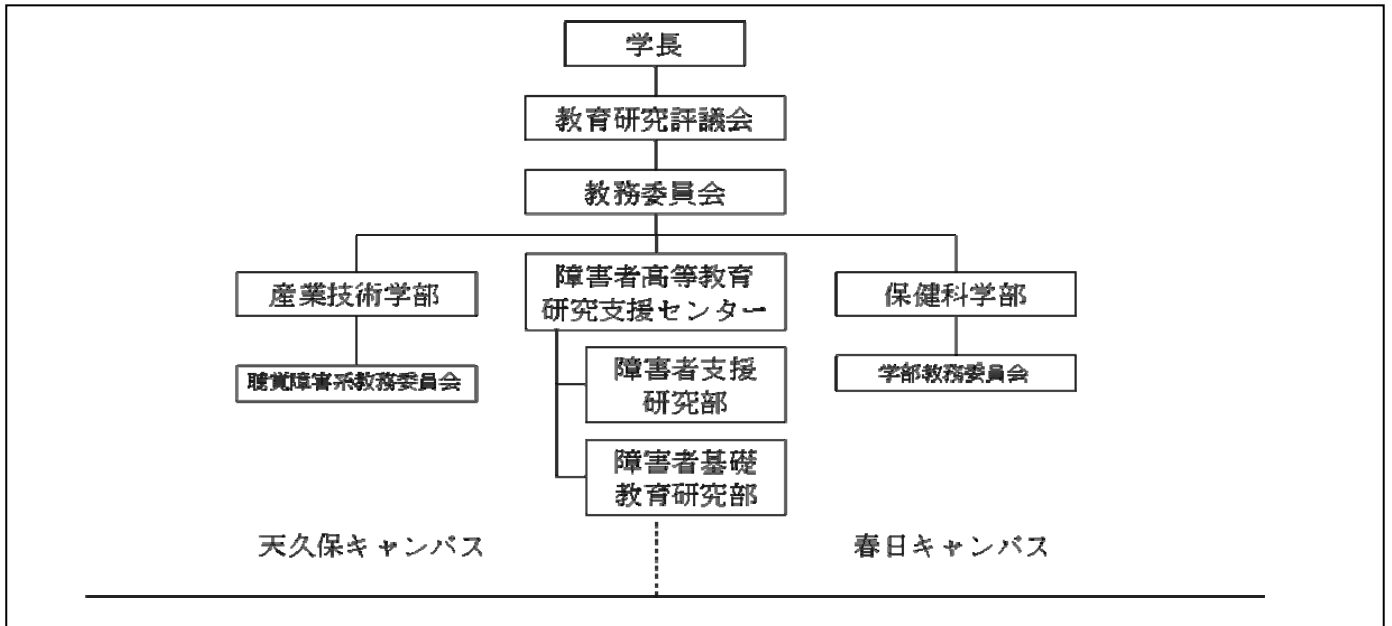 学長
教育研究評議会
教務委員会
産業技術学部
障害者高等教育
研究支援センター
保健科学部
聴覚障害系教務委員会
障害者支援
研究部
学部教務委員会
障害者基礎
教育研究部
天久保キャンパス
春日キャンパス